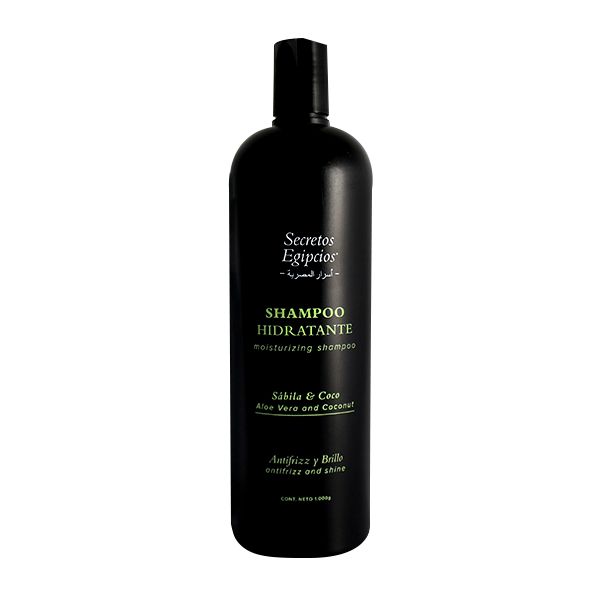 Secretos
Egipcios®
- أسرار المصرية -
SHAMPOO
HIDRATANTE
moisturizing shampoo
Sábila & Coco
Aloe Vera and Coconut
Antifrizz y Brillo
antifrizz and shine
CONT. NETO 1.000g